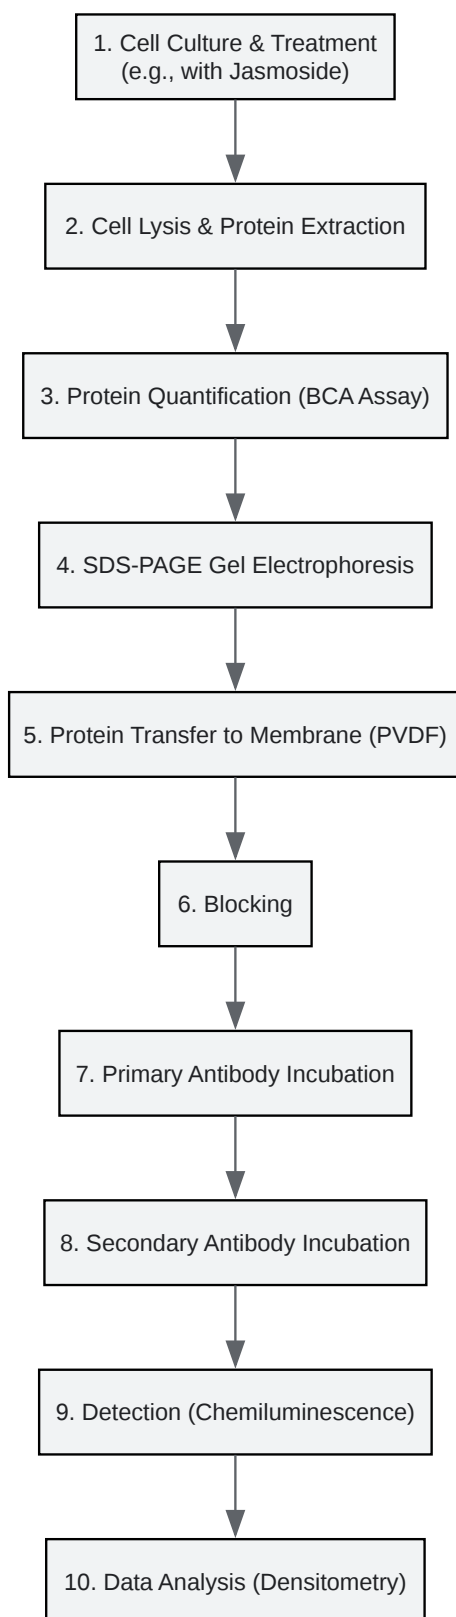 1. Cell Culture & Treatment
(e.g., with Jasmoside)
2. Cell Lysis & Protein Extraction
3. Protein Quantification (BCA Assay)
4. SDS-PAGE Gel Electrophoresis
5. Protein Transfer to Membrane (PVDF)
6. Blocking
7. Primary Antibody Incubation
8. Secondary Antibody Incubation
9. Detection (Chemiluminescence)
10. Data Analysis (Densitometry)